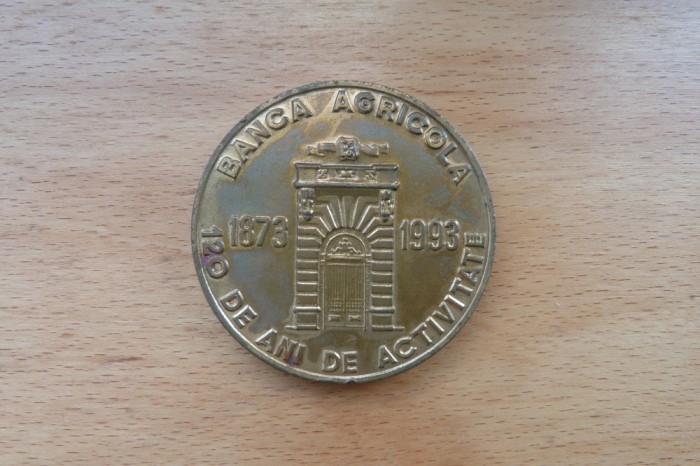 BANCA AGRICOLA
1873 1993
120 DE ANI DE ACTIVITATE